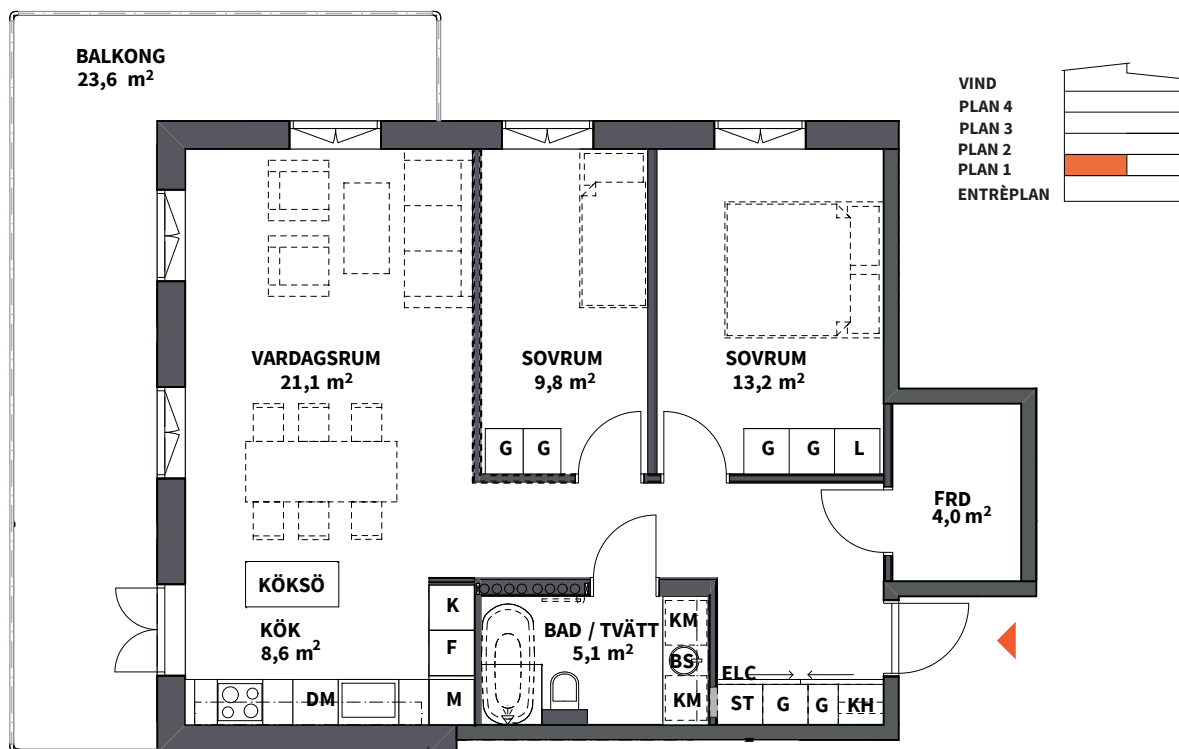 BALKONG
23,6 m²
VIND
PLAN 4
PLAN 3
PLAN 2
PLAN 1
ENTRÈPLAN
VARDAGSRUM
21,1 m²
SOVRUM
9,8 m²
SOVRUM
13,2 m²
G G
G G L
FRD
4,0 m²
KÖKSÖ
KÖK
8,6 m²
K
F
M
DM
BAD / TVÄTT
5,1 m²
KM
BS
KM
ELC
ST G G KH